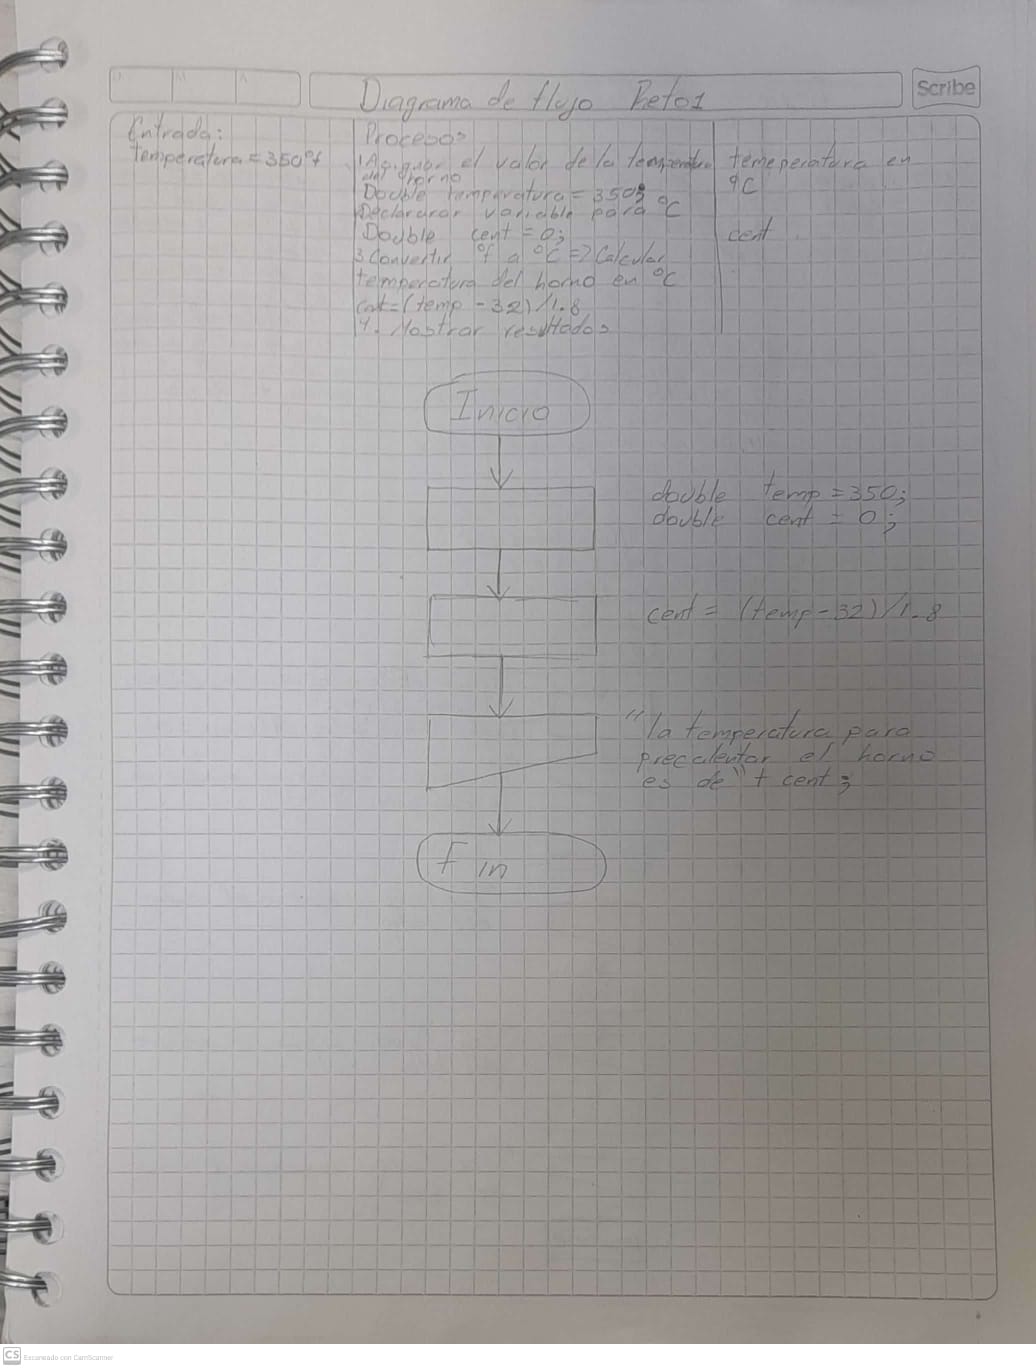 D M A
Diagrama de flujo Reto1
Scribe
Entrada:
temperatura = 350°f
Procesos
1 Asignar el valor de la temperatura
del horno
Double temperatura = 350;
Declararar variable para °C
Double cent = 0;
3 Convertir °f a °C = Calcular
temperatura del horno en °C
cent=(temp - 32)/1.8
4. Mostrar resultados
temeperatura en
°C
cent
Inicio
double temp = 350;
double cent = 0;
cent = (temp - 32)/1.8
"la temperatura para
precalentar el horno
es de" + cent;
Fin
CS Escaneado con CamScanner